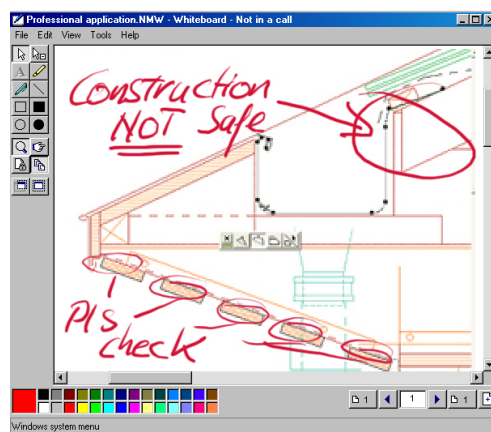 Professional application.NMW - Whiteboard - Not in a call
File Edit View Tools Help
A
Construction
NOT Safe
Pls
check
1 1 1
Windows system menu